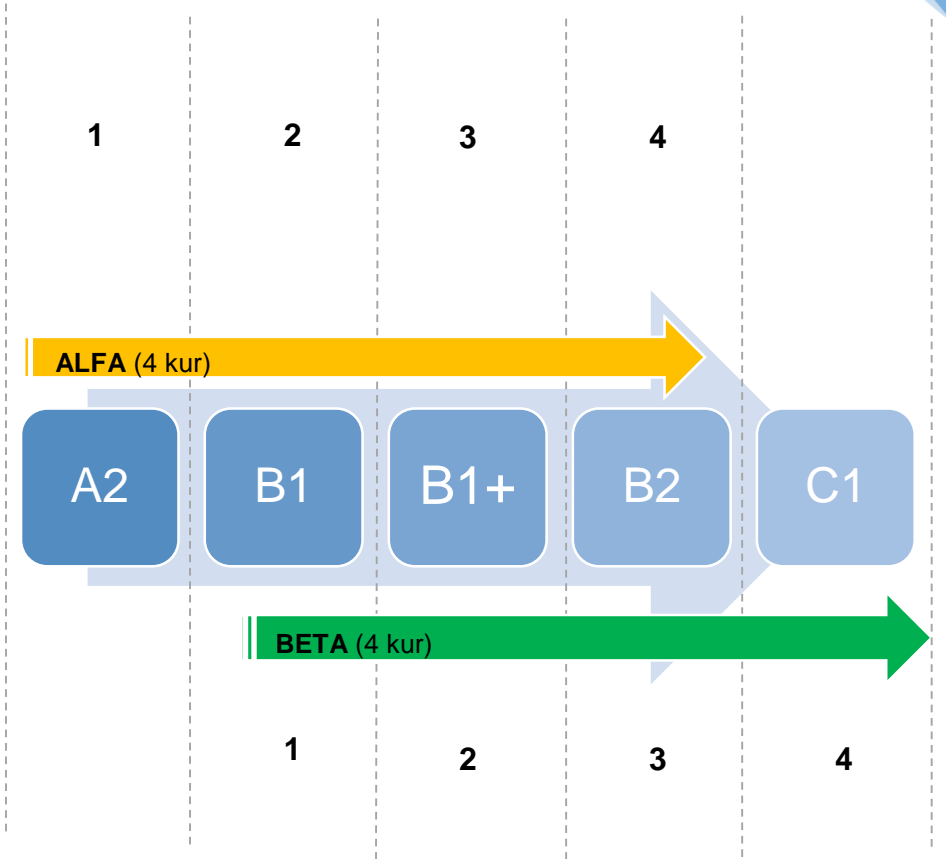 1 2 3 4
ALFA (4 kur)
A2 B1 B1+ B2 C1
BETA (4 kur)
1 2 3 4